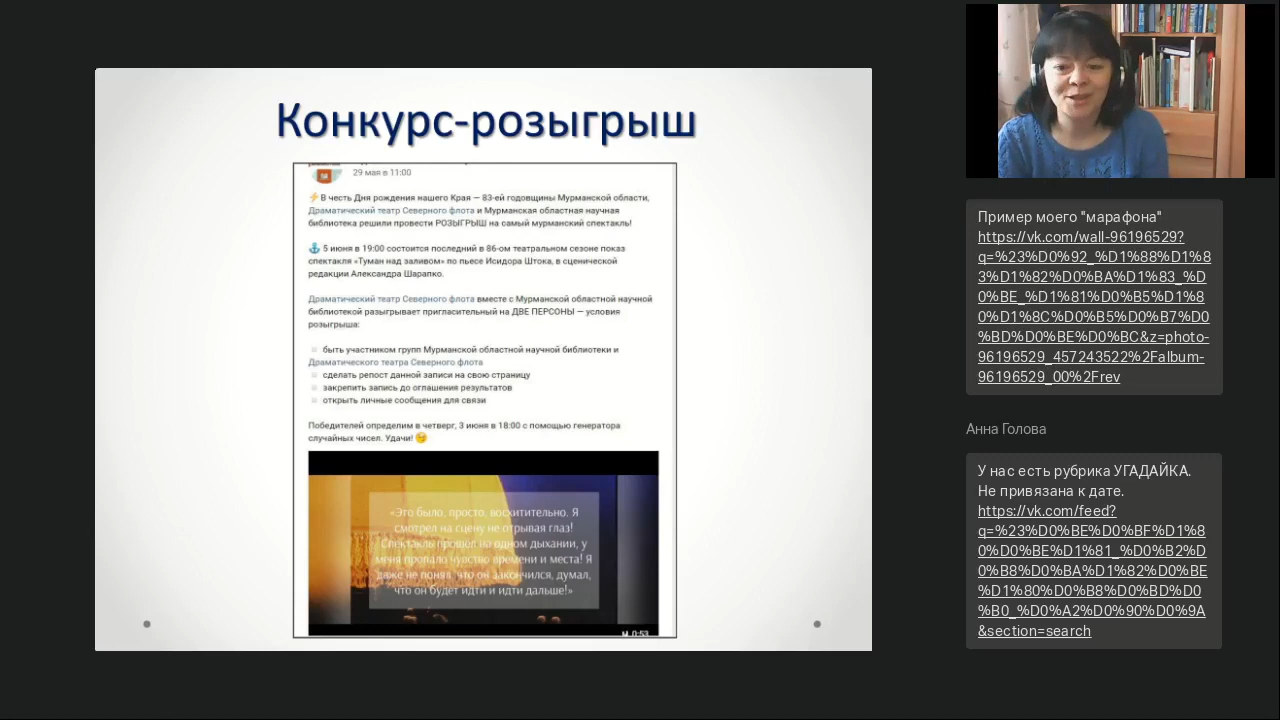 Конкурс-розыгрыш
29 мая в 11:00
⚡В честь Дня рождения нашего Края — 83-ей годовщины Мурманской области,
Драматический театр Северного флота и Мурманская областная научная
библиотека решили провести РОЗЫГРЫШ на самый мурманский спектакль!
⚓ 5 июня в 19:00 состоится последний в 86-ом театральном сезоне показ
спектакля «Туман над заливом» по пьесе Исидора Штока, в сценической
редакции Александра Шарапко.
Драматический театр Северного флота вместе с Мурманской областной научной
библиотекой разыгрывает пригласительный на ДВЕ ПЕРСОНЫ — условия
розыгрыша:
быть участником групп Мурманской областной научной библиотеки и
Драматического театра Северного флота
сделать репост данной записи на свою страницу
закрепить запись до оглашения результатов
открыть личные сообщения для связи
Победителей определим в четверг, 3 июня в 18:00 с помощью генератора
случайных чисел. Удачи!
«Это было, просто, восхитительно. Я
смотрел на сцену не отрывая глаз!
Спектакль прошел на одном дыхании, у
меня пропало чувство времени и места! Я
даже не понял, что он закончился, думал,
что он будет идти и идти дальше!»
0:53
Пример моего "марафона"
https://vk.com/wall-96196529?
q=%23%D0%92_%D1%88%D1%8
3%D1%82%D0%BA%D1%83_%D
0%BE_%D1%81%D0%B5%D1%8
0%D1%8C%D0%B5%D0%B7%D0
%BD%D0%BE%D0%BC&z=photo-
96196529_457243522%2Falbum-
96196529_00%2Frev
Анна Голова
У нас есть рубрика УГАДАЙКА.
Не привязана к дате.
https://vk.com/feed?
q=%23%D0%BE%D0%BF%D1%8
0%D0%BE%D1%81_%D0%B2%D
0%B8%D0%BA%D1%82%D0%BE
%D1%80%D0%B8%D0%BD%D0
%B0_%D0%A2%D0%90%D0%9A
&section=search